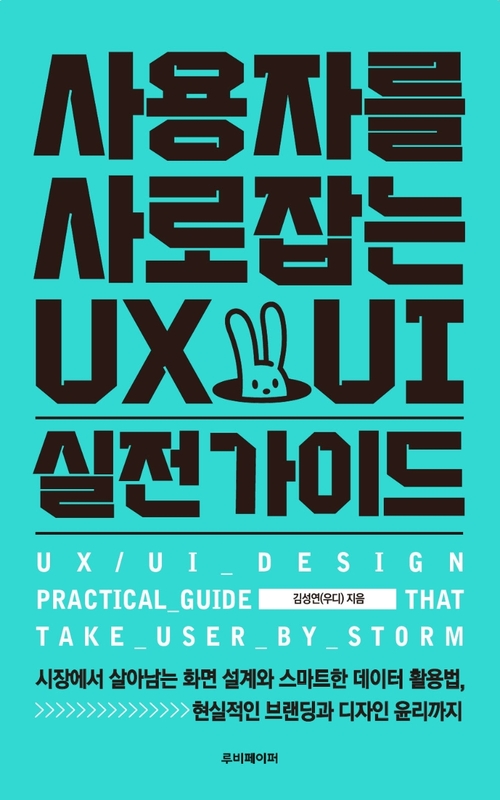 사용자를
사로잡는
UX UI
실전 가이드
UX/UI_DESIGN
PRACTICAL_GUIDE 김성연(우디) 지음 THAT
TAKE_USER_BY_STORM
시장에서 살아남는 화면 설계와 스마트한 데이터 활용법,
>>>>>>>>>>>>>>>> 현실적인 브랜딩과 디자인 윤리까지
루비페이퍼